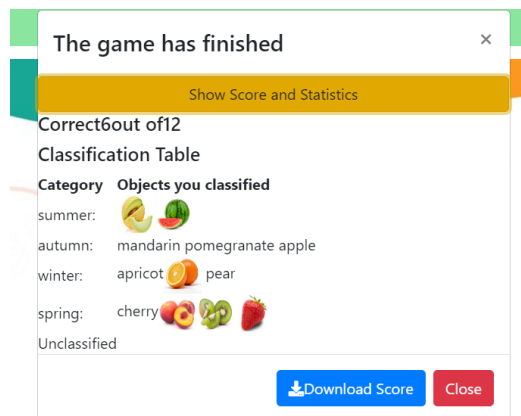 The game has finished ×
Show Score and Statistics
Correct6out of12
Classification Table
Category Objects you classified
summer:
autumn: mandarin pomegranate apple
winter: apricot pear
spring: cherry
Unclassified
Download Score Close